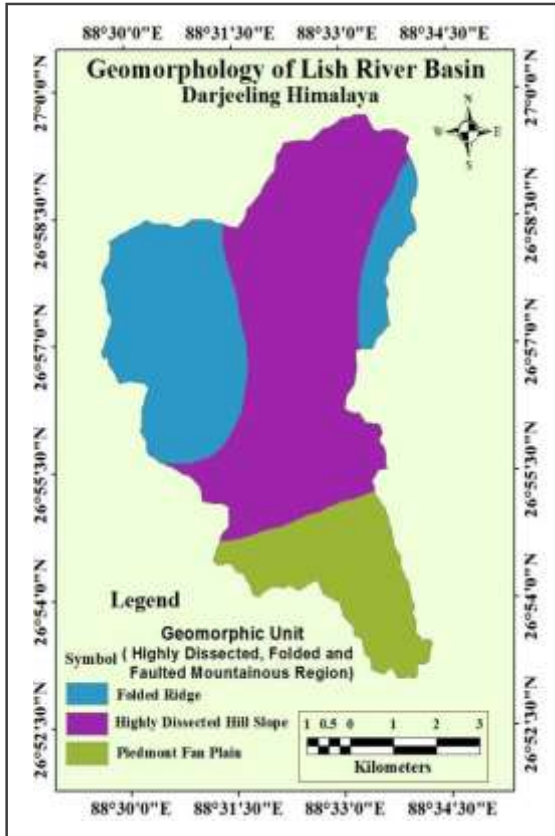 88°30'0"E 88°31'30"E 88°33'0"E 88°34'30"E
Geomorphology of Lish River Basin
Darjeeling Himalaya
N
W E
S
27°0'0"N 27°0'0"N
26°58'30"N 26°58'30"N
26°57'0"N 26°57'0"N
26°55'30"N 26°55'30"N
26°54'0"N 26°54'0"N
26°52'30"N 26°52'30"N
Legend
Geomorphic Unit
Symbol ( Highly Dissected, Folded and
Faulted Mountainous Region)
Folded Ridge
Highly Dissected Hill Slope
Piedmont Fan Plain
1 0.5 0 1 2 3
Kilometers
88°30'0"E 88°31'30"E 88°33'0"E 88°34'30"E